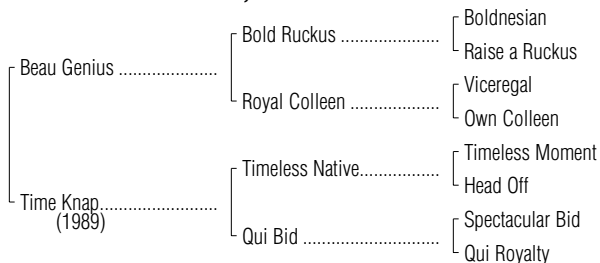 Boldnesian
Bold Ruckus ..................
Raise a Ruckus
Beau Genius ..................
Viceregal
Royal Colleen ..................
Own Colleen
Timeless Moment
Timeless Native..................
Head Off
Time Knap......................
(1989)
Spectacular Bid
Qui Bid .........................
Qui Royalty